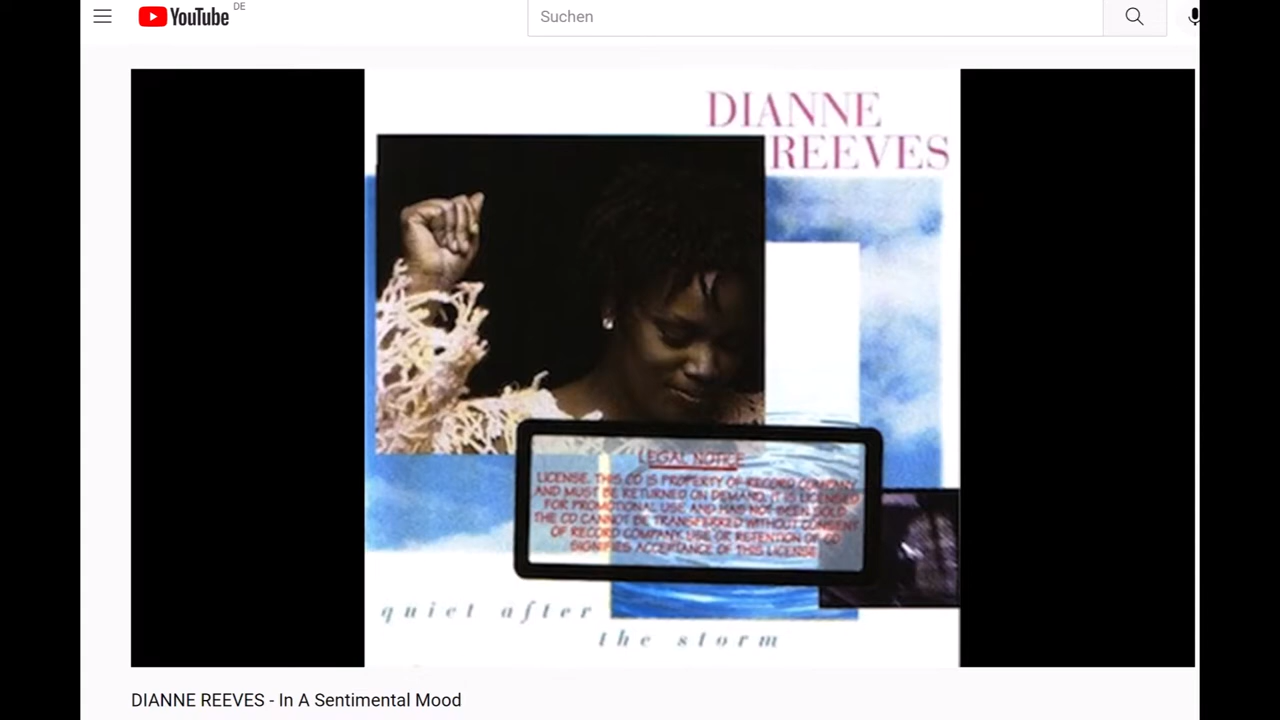 YouTube DE
Suchen
DIANNE
REEVES
LEGAL NOTICE
LICENSE. THIS CD IS PROPERTY OF RECORD COMPANY
AND MUST BE RETURNED ON DEMAND. IT IS LICENSED
FOR PROMOTIONAL USE AND HAS NOT BEEN SOLD.
THE CD CANNOT BE TRANSFERRED WITHOUT CONSENT
OF RECORD COMPANY. USE OR RETENTION OF CD
SIGNIFIES ACCEPTANCE OF THIS LICENSE
quiet after
the storm
DIANNE REEVES - In A Sentimental Mood